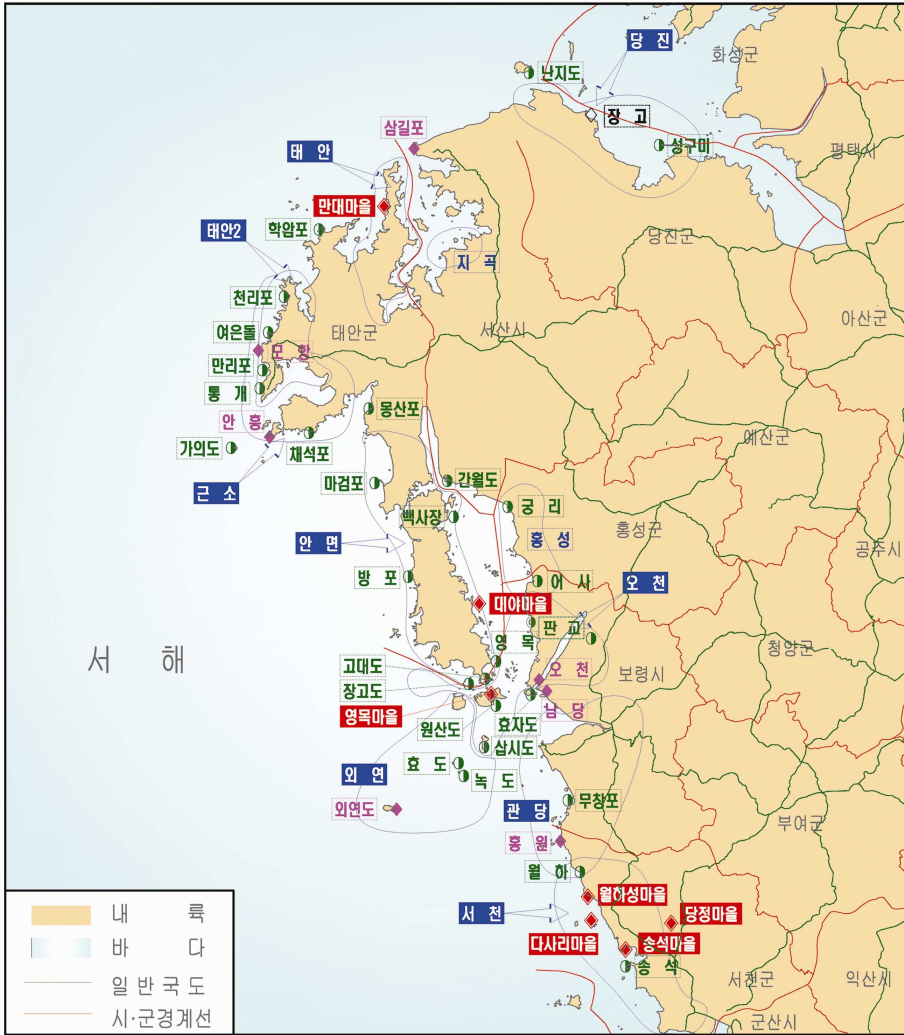 당 진
화성군
난지도
장 고
삼길포
성구미
평택시
태 안
만대마을
학암포
태안2
당진군
지 곡
천리포
아산군
여은돌
태안군
서산시
모 항
만리포
통 개
몽산포
안 흥
예산군
가의도
채석포
마검포
간월도
근 소
궁 리
백사장
홍성군
안 면
홍 성
공주시
방 포
어 사
오 천
대야마을
판 교
영 목
서 해
청양군
고대도
오 천
보령시
장고도
영목마을
남 당
원산도
효자도
삽시도
효 도
외 연
녹 도
외연도
관 당
무창포
부여군
홍 원
월 하
월하성마을
서 천
당정마을
다사리마을
송석마을
송 석
서천군
익산시
군산시
내 륙
바 다
일 반 국 도
시·군경계선